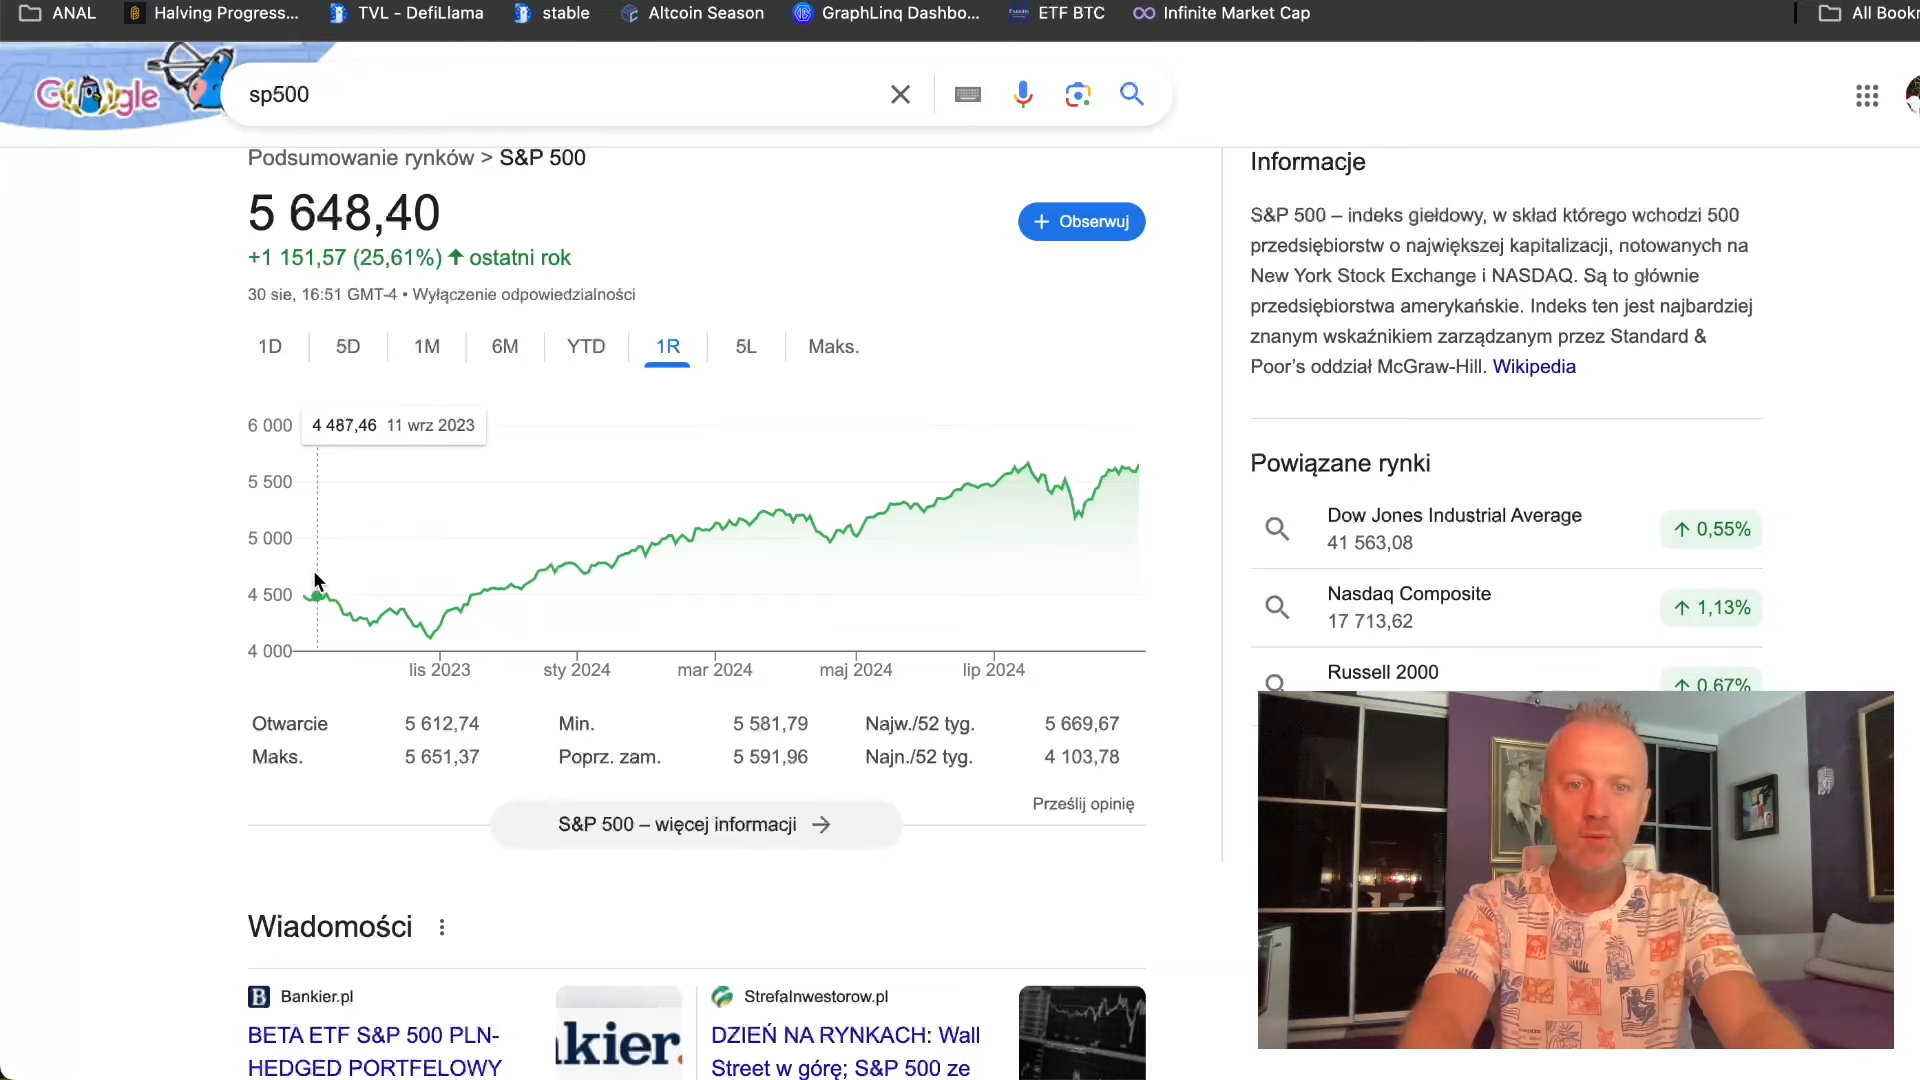 ANAL
Halving Progress...
TVL - DefiLlama
stable
Altcoin Season
GraphLinq Dashbo...
ETF BTC
Infinite Market Cap
All Bookr
Google
sp500
Podsumowanie rynków > S&P 500
5 648,40
+1 151,57 (25,61%) ↑ ostatni rok
30 sie, 16:51 GMT-4 • Wyłączenie odpowiedzialności
+ Obserwuj
1D
5D
1M
6M
YTD
1R
5L
Maks.
4 487,46 11 wrz 2023
6 000
5 500
5 000
4 500
4 000
lis 2023
sty 2024
mar 2024
maj 2024
lip 2024
Otwarcie 5 612,74
Maks. 5 651,37
Min. 5 581,79
Poprz. zam. 5 591,96
Najw./52 tyg. 5 669,67
Najn./52 tyg. 4 103,78
Prześlij opinię
S&P 500 – więcej informacji →
Wiadomości
Bankier.pl
BETA ETF S&P 500 PLN-
HEDGED PORTFELOWY
kier.
StrefaInwestorow.pl
DZIEŃ NA RYNKACH: Wall
Street w górę; S&P 500 ze
Informacje
S&P 500 – indeks giełdowy, w skład którego wchodzi 500
przedsiębiorstw o największej kapitalizacji, notowanych na
New York Stock Exchange i NASDAQ. Są to głównie
przedsiębiorstwa amerykańskie. Indeks ten jest najbardziej
znanym wskaźnikiem zarządzanym przez Standard &
Poor's oddział McGraw-Hill. Wikipedia
Powiązane rynki
Dow Jones Industrial Average
41 563,08
↑ 0,55%
Nasdaq Composite
17 713,62
↑ 1,13%
Russell 2000
↑ 0,67%